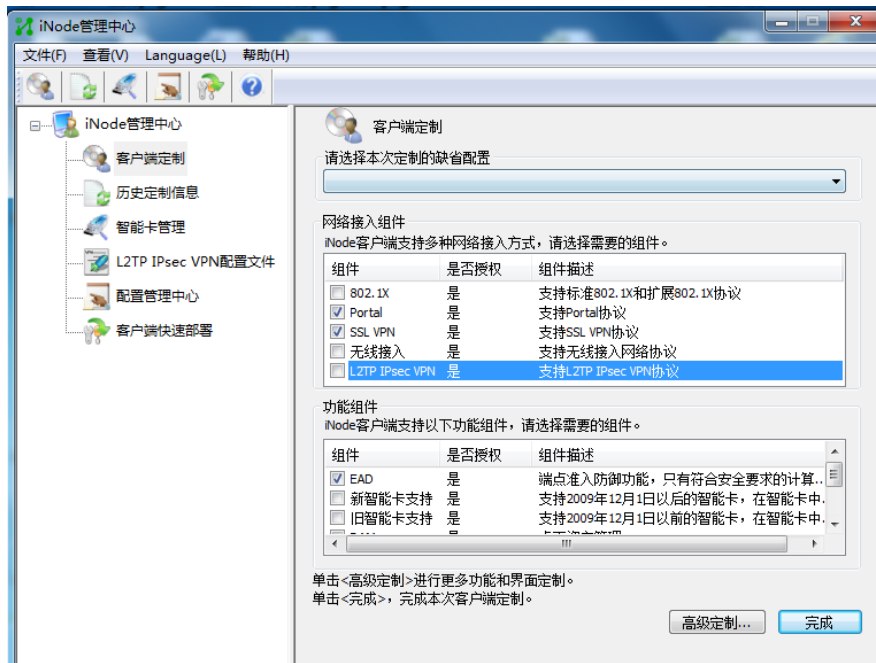 iNode管理中心
文件(F) 查看(V) Language(L) 帮助(H)
iNode管理中心
客户端定制
历史定制信息
智能卡管理
L2TP IPsec VPN配置文件
配置管理中心
客户端快速部署
客户端定制
请选择本次定制的缺省配置
网络接入组件
iNode客户端支持多种网络接入方式，请选择需要的组件。
组件 是否授权 组件描述
802.1X 是 支持标准802.1X和扩展802.1X协议
Portal 是 支持Portal协议
SSL VPN 是 支持SSL VPN协议
无线接入 是 支持无线接入网络协议
L2TP IPsec VPN 是 支持L2TP IPsec VPN协议
功能组件
iNode客户端支持以下功能组件，请选择需要的组件。
组件 是否授权 组件描述
EAD 是 端点准入防御功能，只有符合安全要求的计算...
新智能卡支持 是 支持2009年12月1日以后的智能卡，在智能卡中.
旧智能卡支持 是 支持2009年12月1日以前的智能卡，在智能卡中.
单击<高级定制>进行更多功能和界面定制。
单击<完成>，完成本次客户端定制。
高级定制... 完成